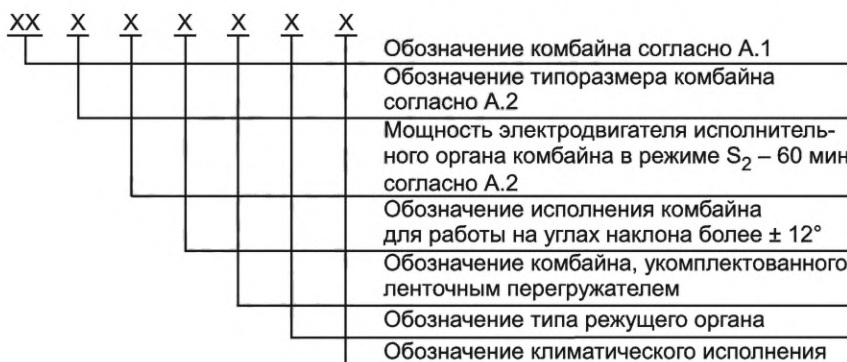 XX X X X X X X
Обозначение комбайна согласно А.1
Обозначение типоразмера комбайна
согласно А.2
Мощность электродвигателя исполнитель-
ного органа комбайна в режиме S2 – 60 мин
согласно А.2
Обозначение исполнения комбайна
для работы на углах наклона более ± 12°
Обозначение комбайна, укомплектованного
ленточным перегружателем
Обозначение типа режущего органа
Обозначение климатического исполнения